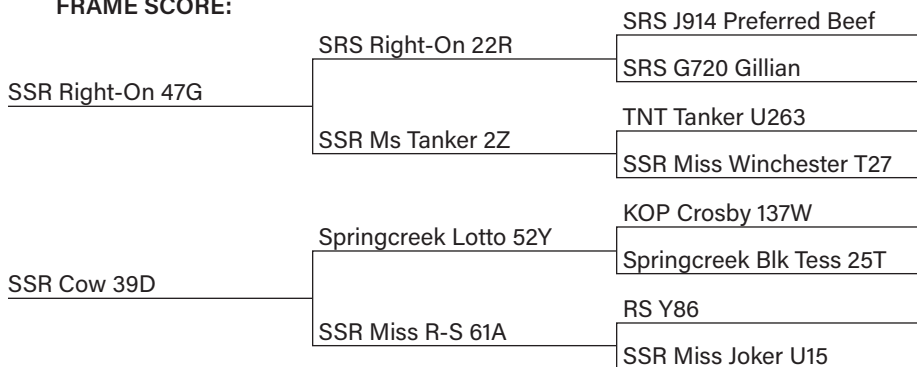 FRAME SCORE:
SRS J914 Preferred Beef
SRS Right-On 22R
SRS G720 Gillian
SSR Right-On 47G
TNT Tanker U263
SSR Ms Tanker 2Z
SSR Miss Winchester T27
KOP Crosby 137W
Springcreek Lotto 52Y
Springcreek Blk Tess 25T
SSR Cow 39D
RS Y86
SSR Miss R-S 61A
SSR Miss Joker U15